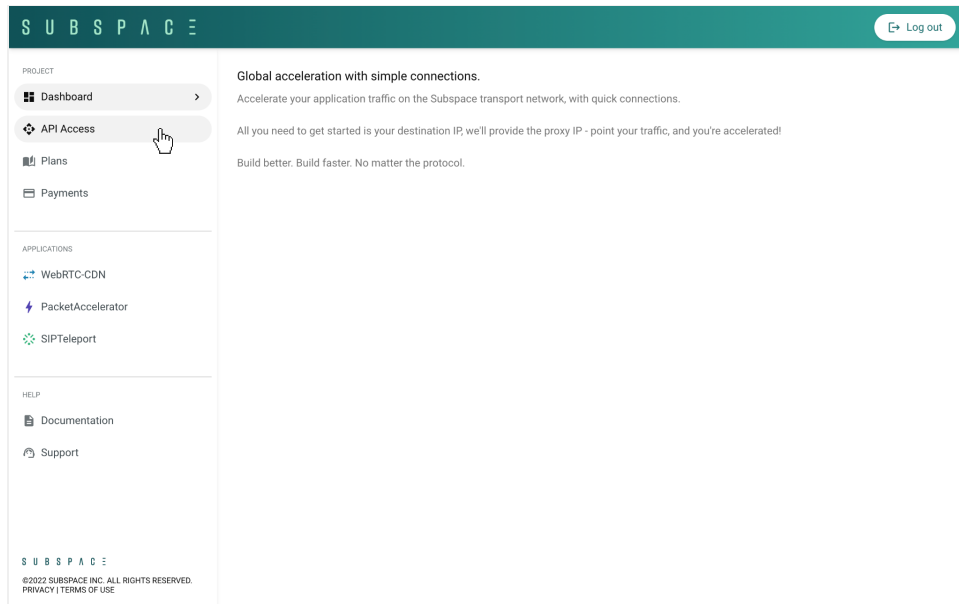 SUBSPACE
Log out
PROJECT
Dashboard
API Access
Plans
Payments
APPLICATIONS
WebRTC-CDN
PacketAccelerator
SIPTeleport
HELP
Documentation
Support
SUBSPACE
©2022 SUBSPACE INC. ALL RIGHTS RESERVED.
PRIVACY | TERMS OF USE
Global acceleration with simple connections.
Accelerate your application traffic on the Subspace transport network, with quick connections.
All you need to get started is your destination IP, we'll provide the proxy IP - point your traffic, and you're accelerated!
Build better. Build faster. No matter the protocol.